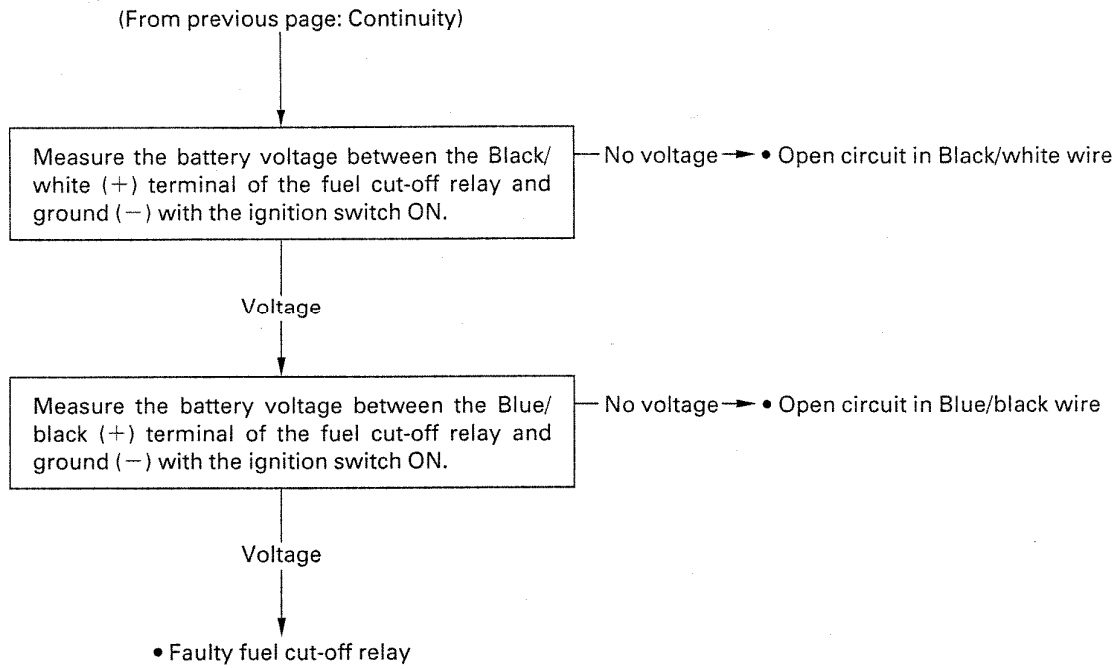 (From previous page: Continuity)
Measure the battery voltage between the Black/
white (+) terminal of the fuel cut-off relay and
ground (−) with the ignition switch ON.
No voltage
• Open circuit in Black/white wire
Voltage
Measure the battery voltage between the Blue/
black (+) terminal of the fuel cut-off relay and
ground (−) with the ignition switch ON.
No voltage
• Open circuit in Blue/black wire
Voltage
• Faulty fuel cut-off relay